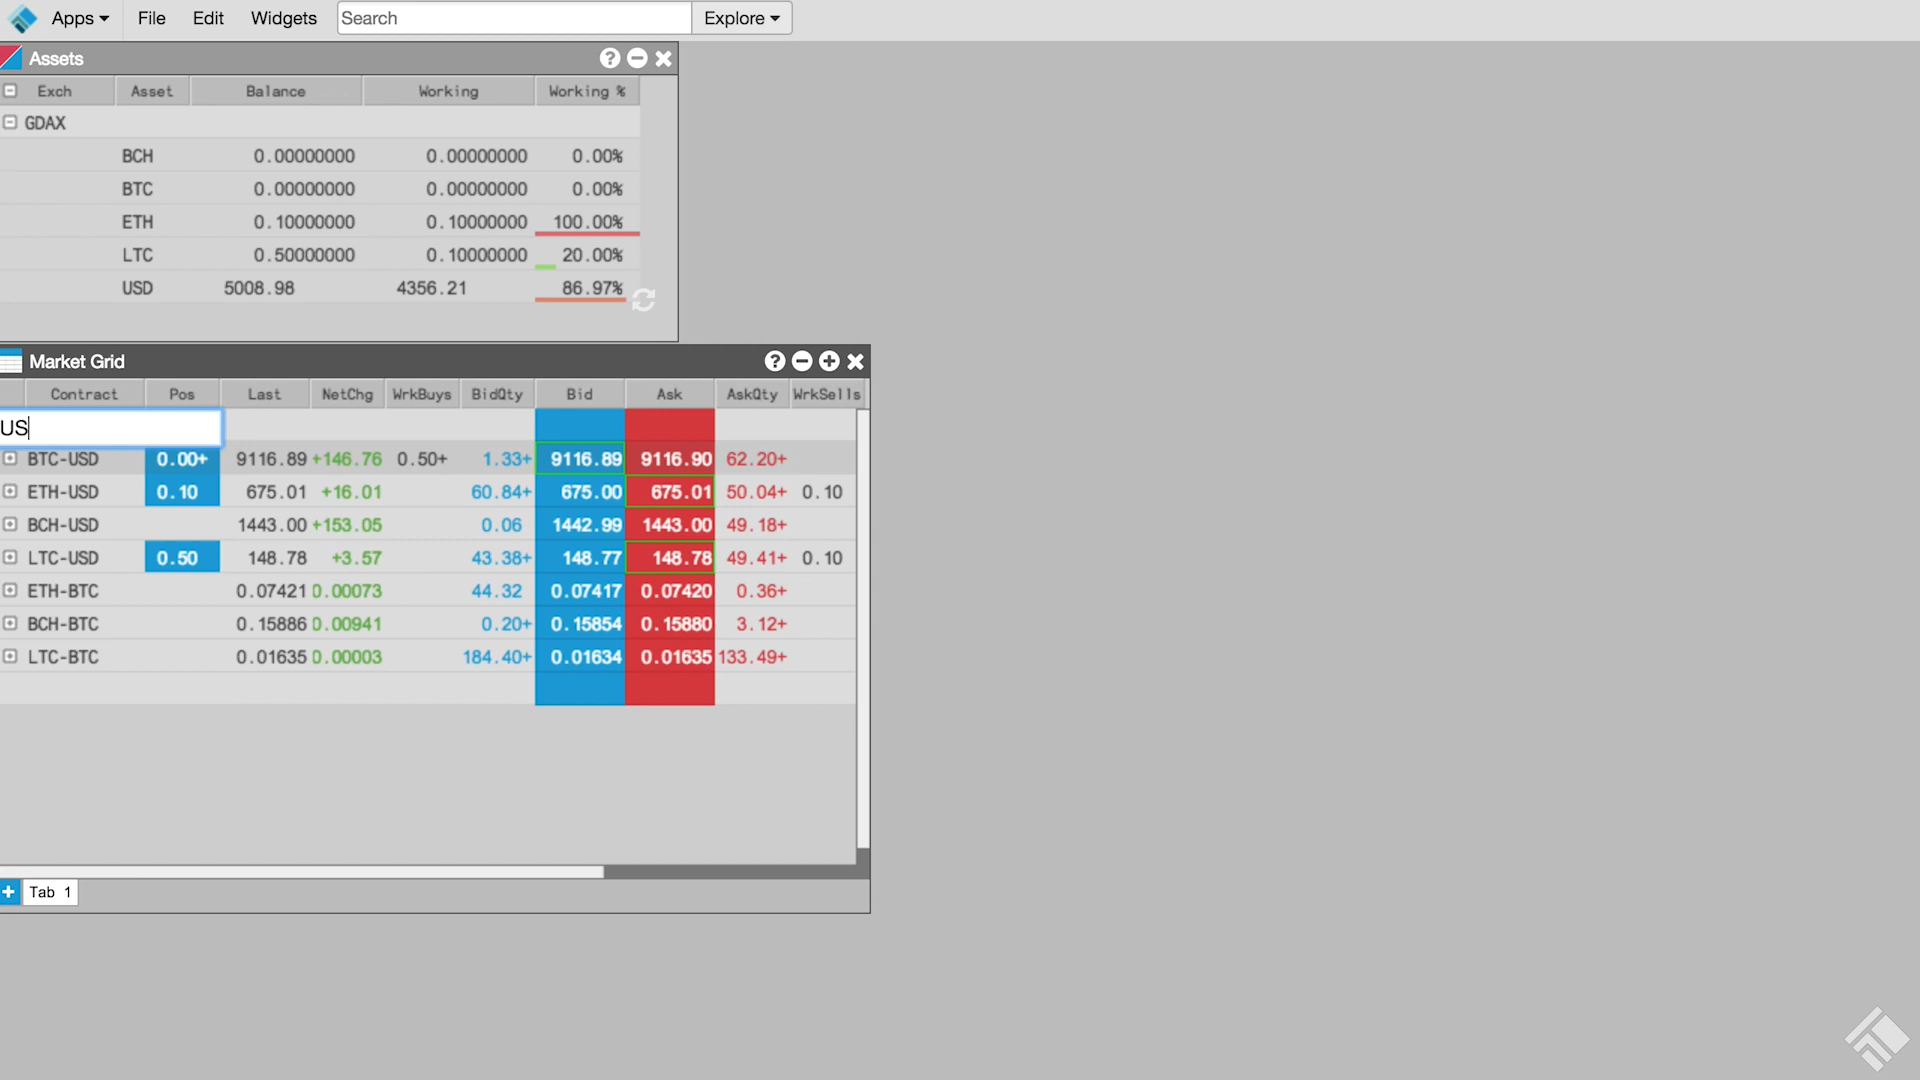 Apps File Edit Widgets Search Explore
Assets
Exch Asset Balance Working Working %
GDAX
BCH 0.00000000 0.00000000 0.00%
BTC 0.00000000 0.00000000 0.00%
ETH 0.10000000 0.10000000 100.00%
LTC 0.50000000 0.10000000 20.00%
USD 5008.98 4356.21 86.97%
Market Grid
Contract Pos Last NetChg WrkBuys BidQty Bid Ask AskQty WrkSells
US
BTC-USD 0.00+ 9116.89 +146.76 0.50+ 1.33+ 9116.89 9116.90 62.20+
ETH-USD 0.10 675.01 +16.01 60.84+ 675.00 675.01 50.04+ 0.10
BCH-USD 1443.00 +153.05 0.06 1442.99 1443.00 49.18+
LTC-USD 0.50 148.78 +3.57 43.38+ 148.77 148.78 49.41+ 0.10
ETH-BTC 0.07421 0.00073 44.32 0.07417 0.07420 0.36+
BCH-BTC 0.15886 0.00941 0.20+ 0.15854 0.15880 3.12+
LTC-BTC 0.01635 0.00003 184.40+ 0.01634 0.01635 133.49+
+ Tab 1